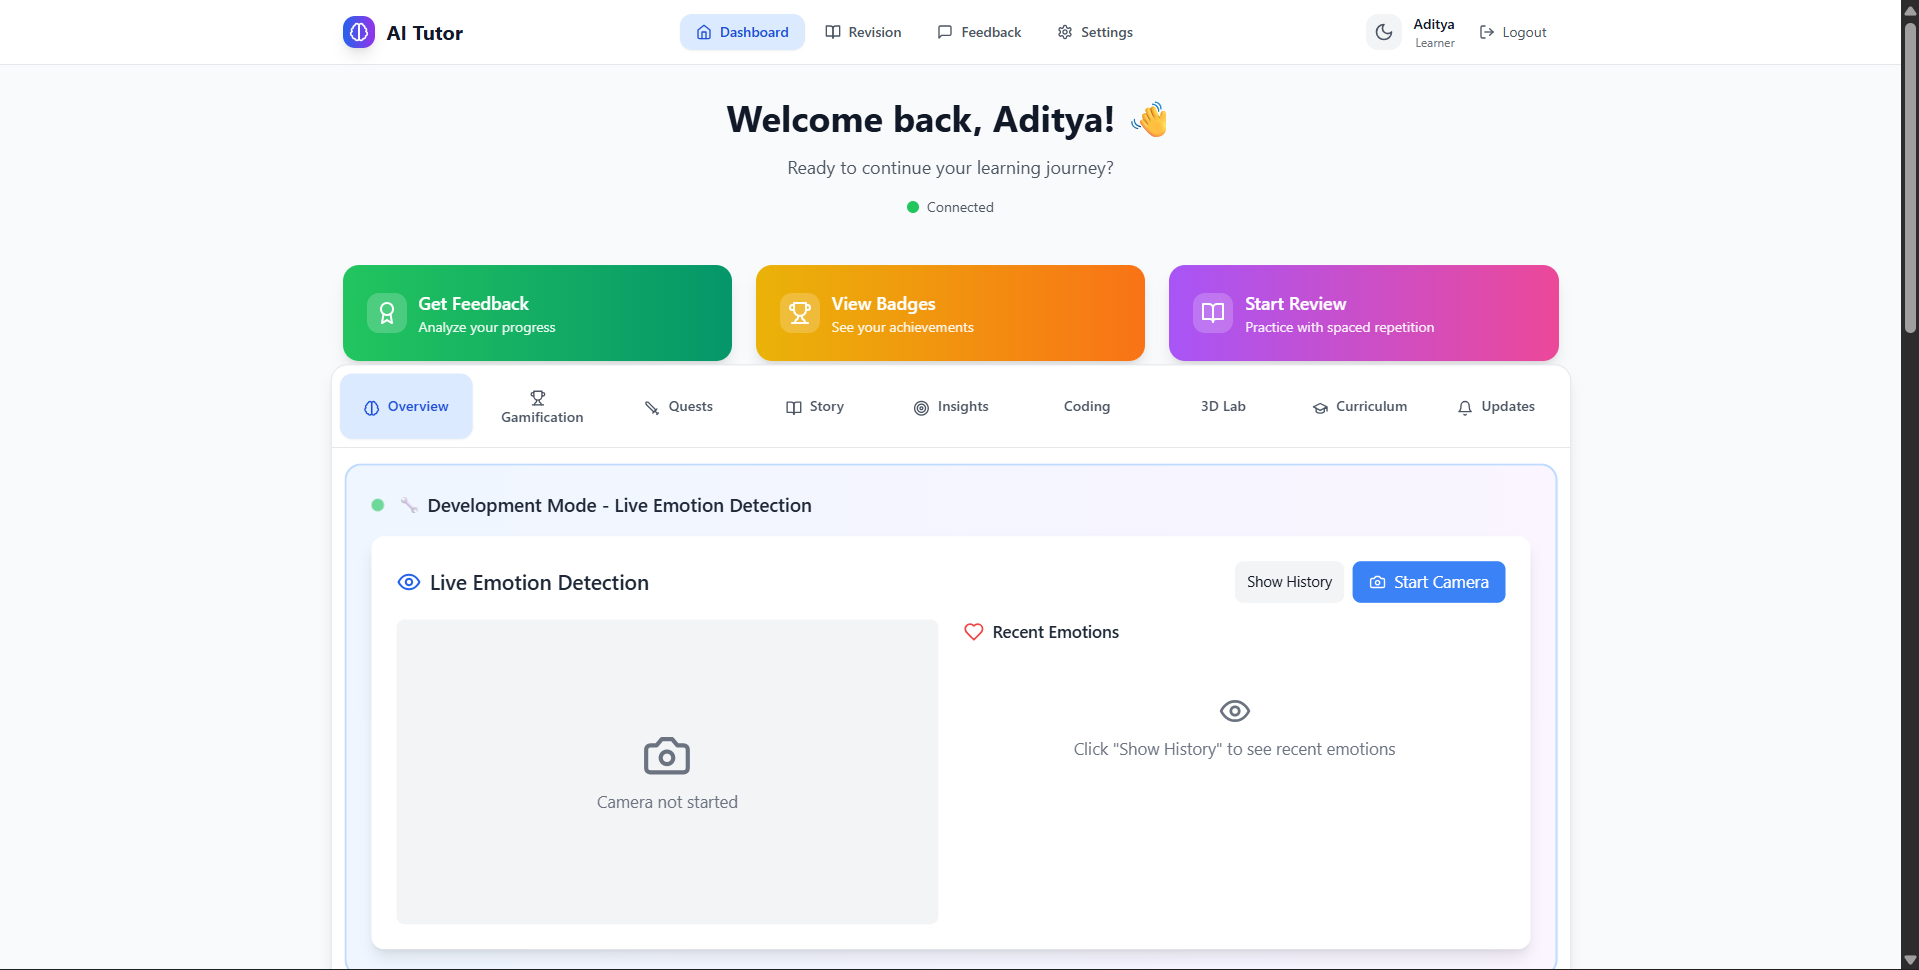 AI Tutor
Dashboard
Revision
Feedback
Settings
Aditya
Learner
Logout
Welcome back, Aditya! 👋
Ready to continue your learning journey?
Connected
Get Feedback
Analyze your progress
View Badges
See your achievements
Start Review
Practice with spaced repetition
Overview
Gamification
Quests
Story
Insights
Coding
3D Lab
Curriculum
Updates
Development Mode - Live Emotion Detection
Live Emotion Detection
Show History
Start Camera
Camera not started
Recent Emotions
Click "Show History" to see recent emotions